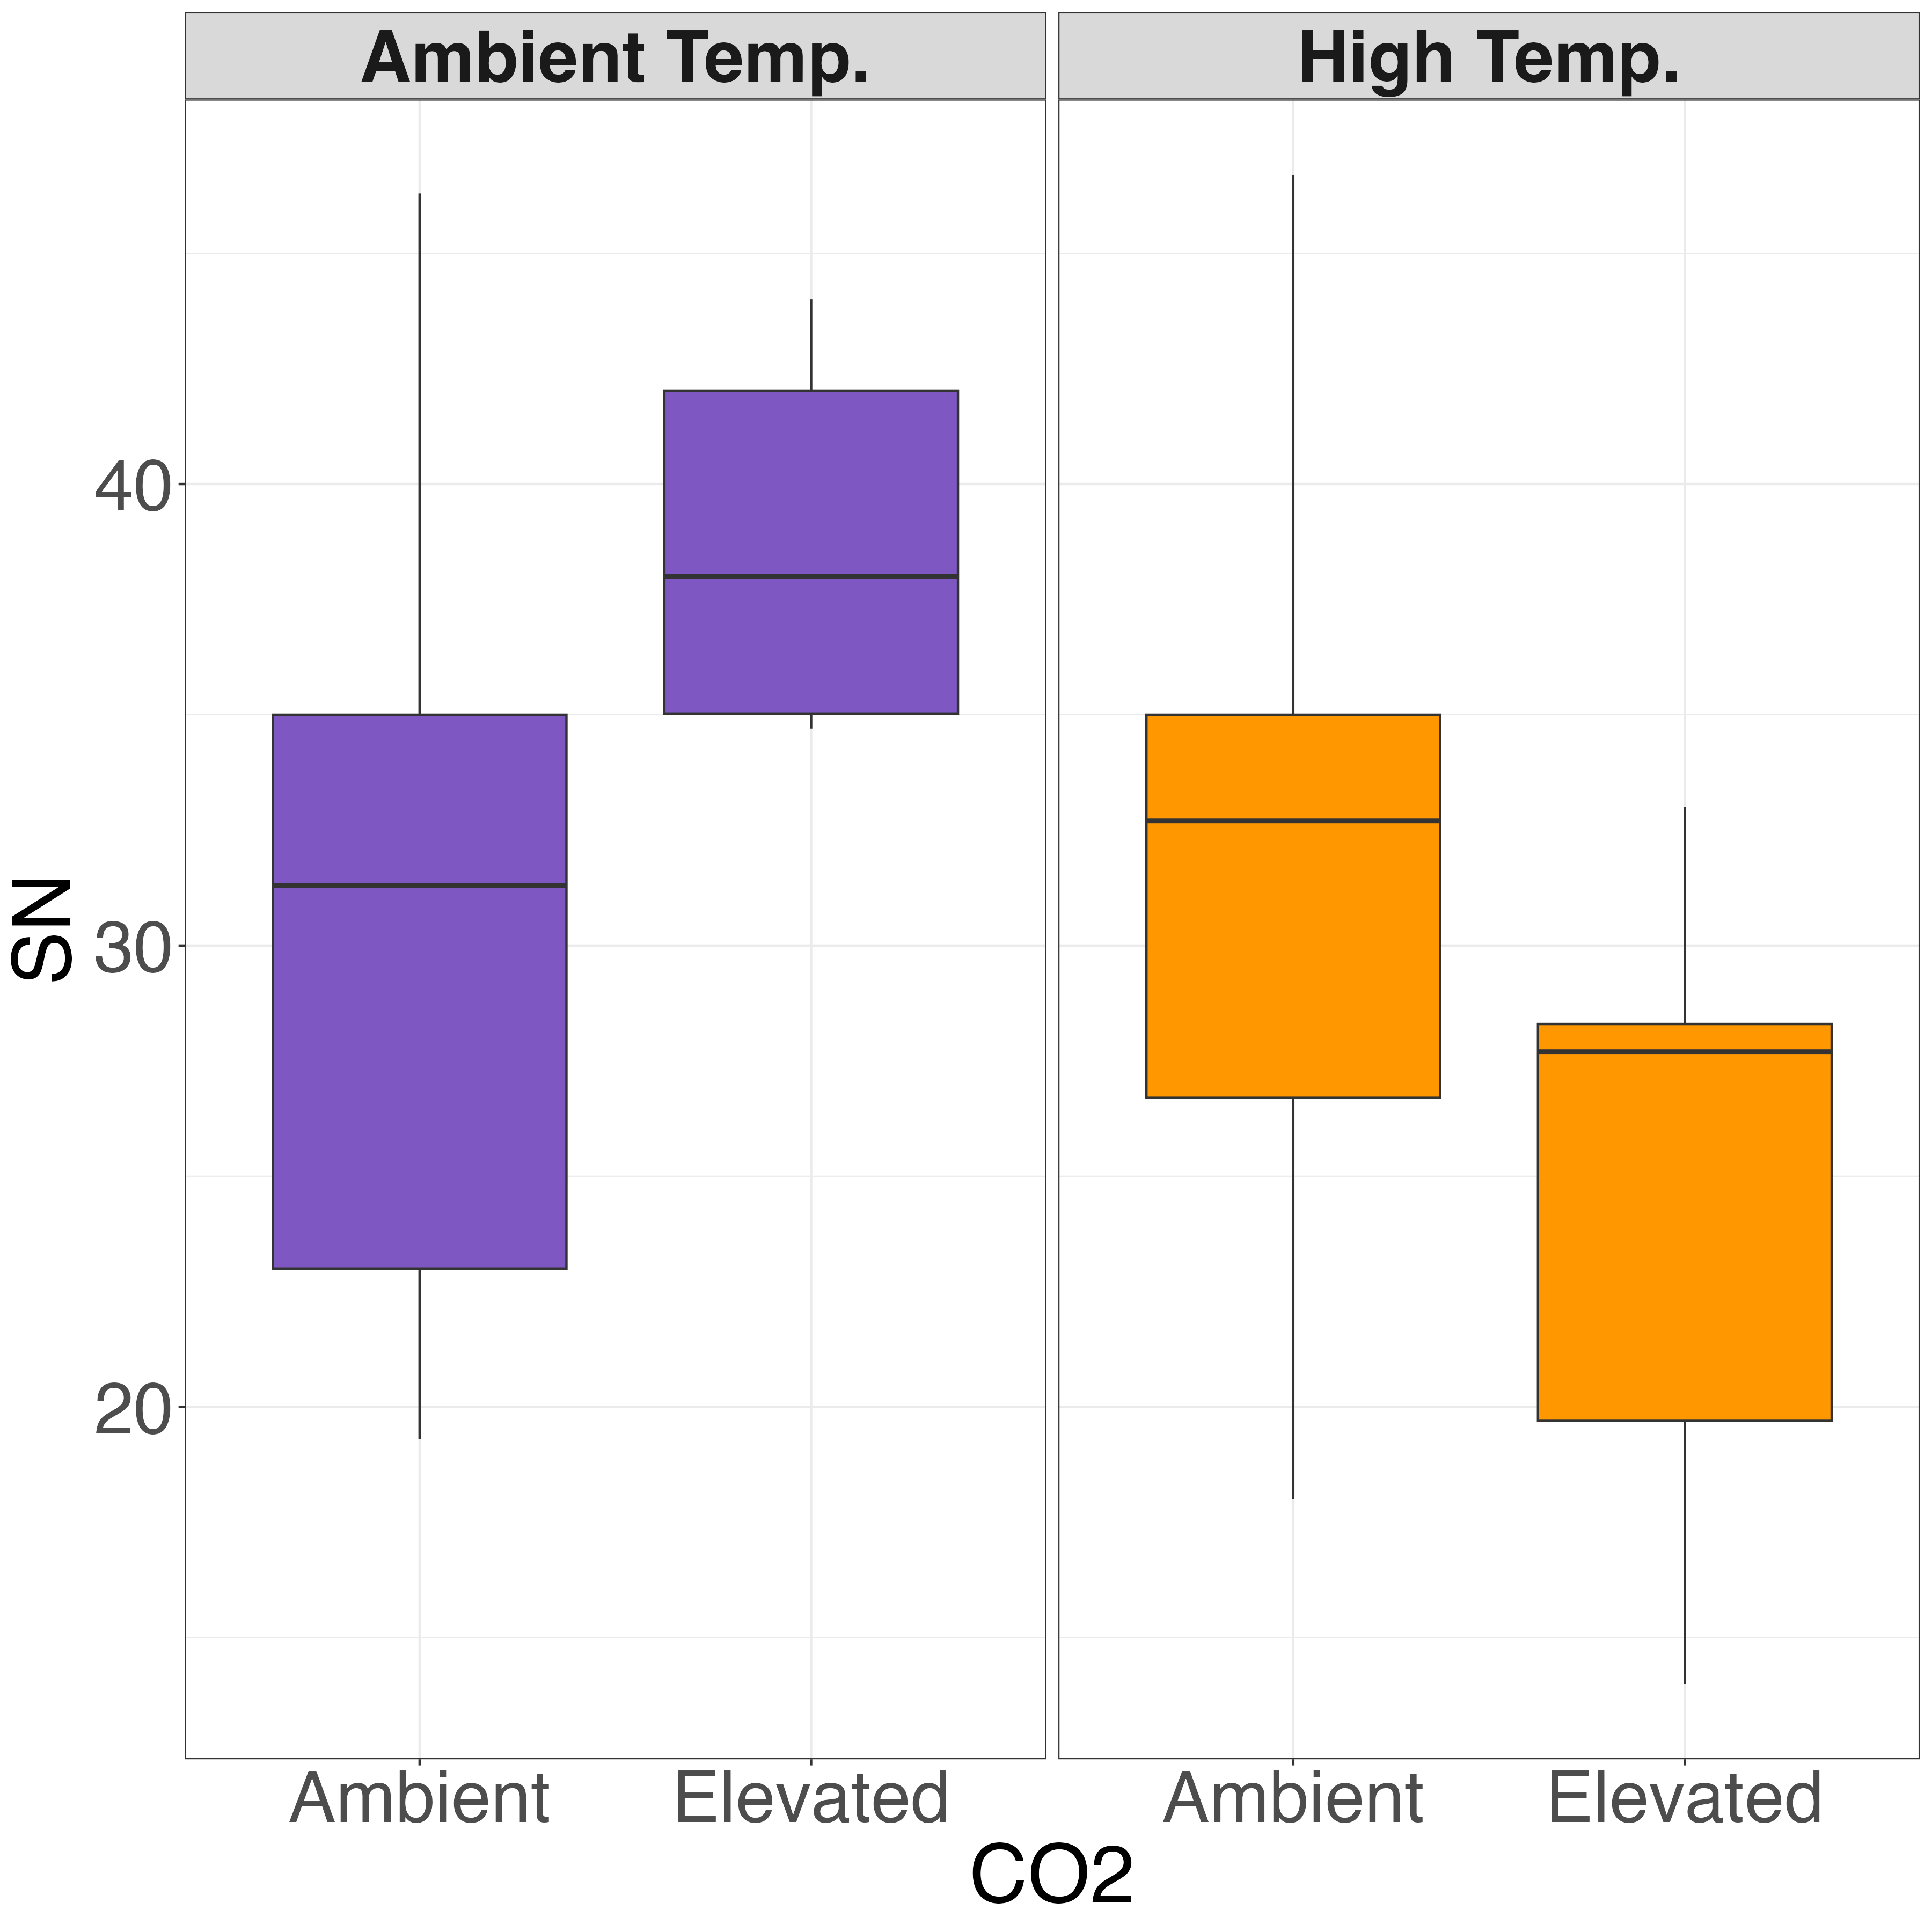 Ambient Temp.
High Temp.
SN
40
30
20
Ambient
Elevated
Ambient
Elevated
CO2